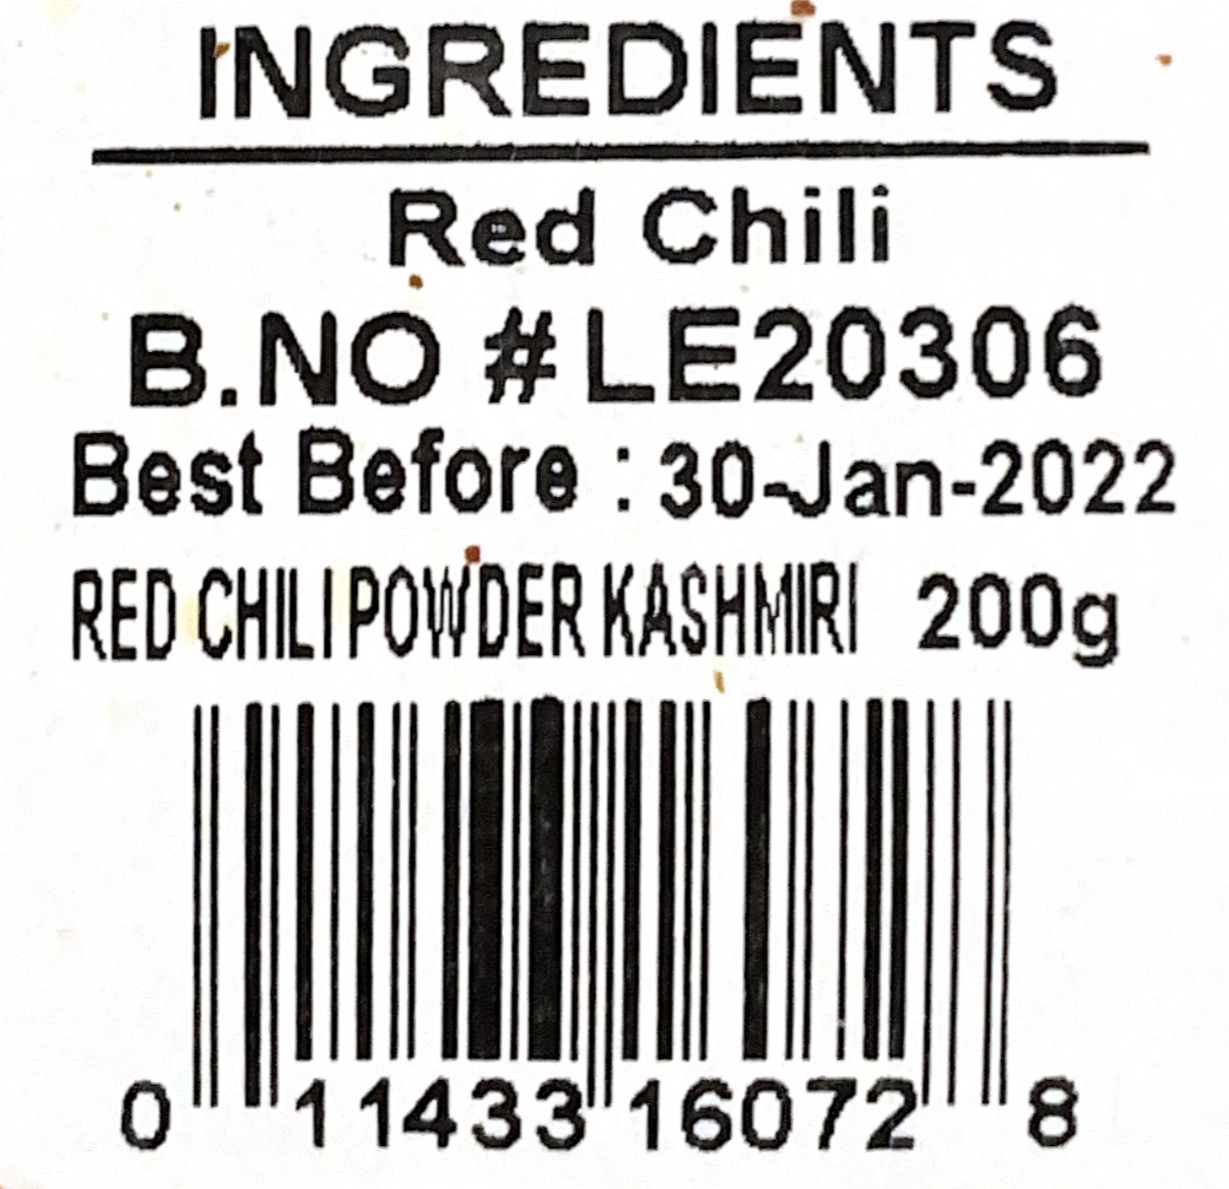 INGREDIENTS
Red Chili
B.NO #LE20306
Best Before : 30-Jan-2022
RED CHILI POWDER KASHMIRI 200g
0 11433 16072 8